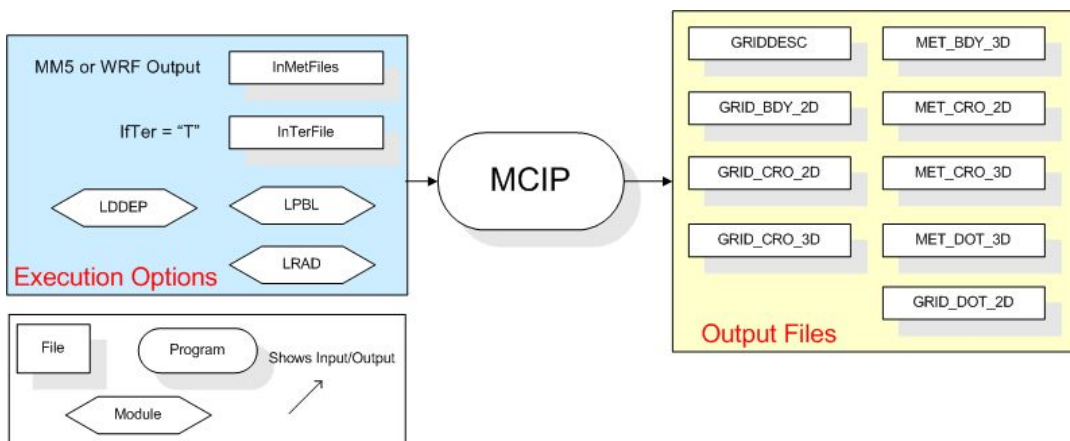 MM5 or WRF Output
InMetFiles
IfTer = “T”
InTerFile
LDDEP
LPBL
LRAD
Execution Options
MCIP
GRIDDESC
MET_BDY_3D
GRID_BDY_2D
MET_CRO_2D
GRID_CRO_2D
MET_CRO_3D
GRID_CRO_3D
MET_DOT_3D
GRID_DOT_2D
Output Files
File
Program
Shows Input/Output
Module